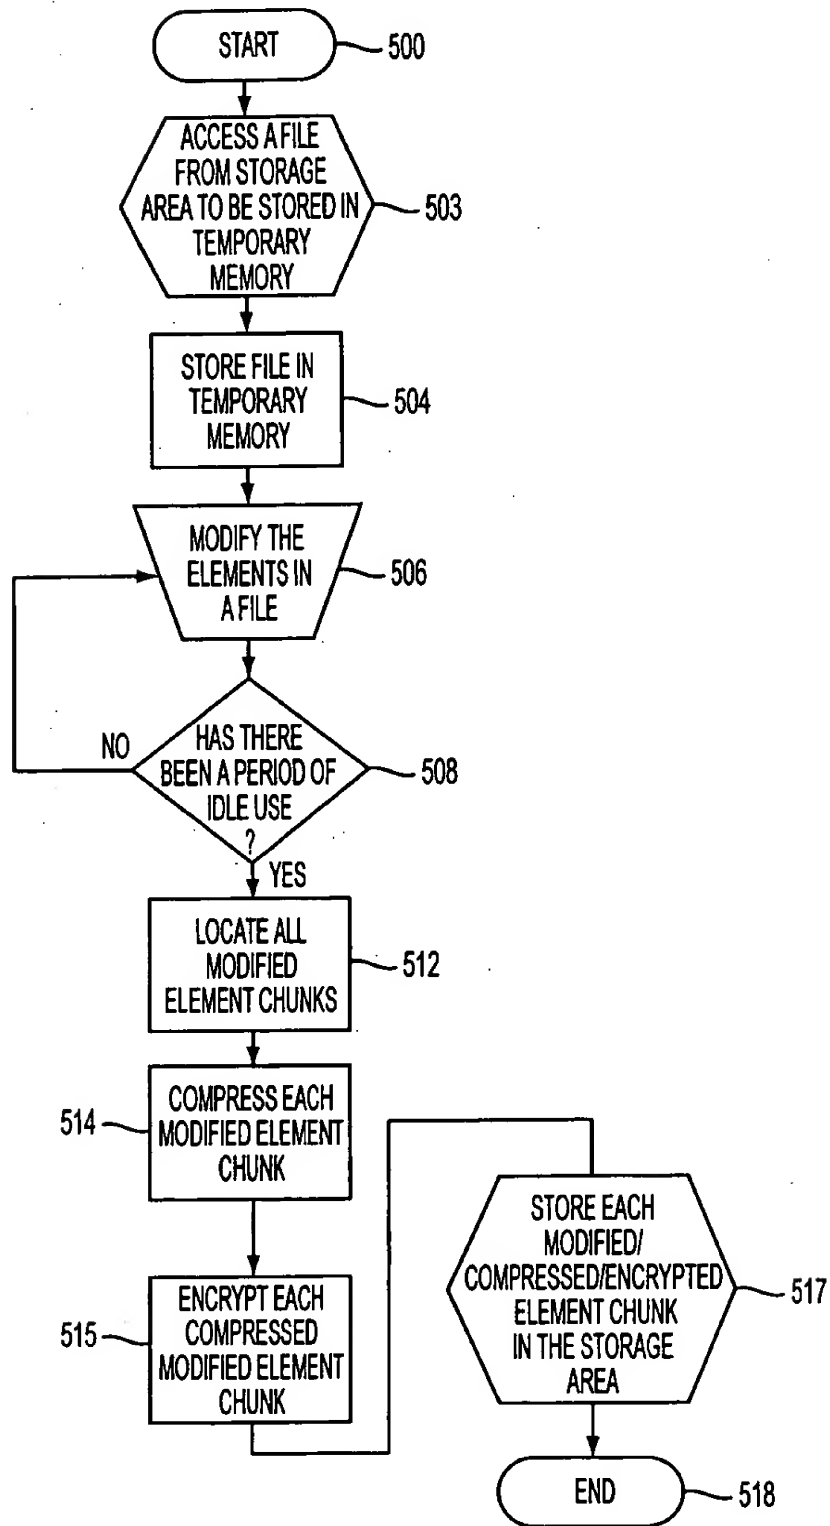 START
500
ACCESS A FILE
FROM STORAGE
AREA TO BE STORED IN
TEMPORARY
MEMORY
503
STORE FILE IN
TEMPORARY
MEMORY
504
MODIFY THE
ELEMENTS IN
A FILE
506
NO
HAS THERE
BEEN A PERIOD OF
IDLE USE
?
508
YES
LOCATE ALL
MODIFIED
ELEMENT CHUNKS
512
514
COMPRESS EACH
MODIFIED ELEMENT
CHUNK
515
ENCRYPT EACH
COMPRESSED
MODIFIED ELEMENT
CHUNK
STORE EACH
MODIFIED/
COMPRESSED/ENCRYPTED
ELEMENT CHUNK
IN THE STORAGE
AREA
517
END
518